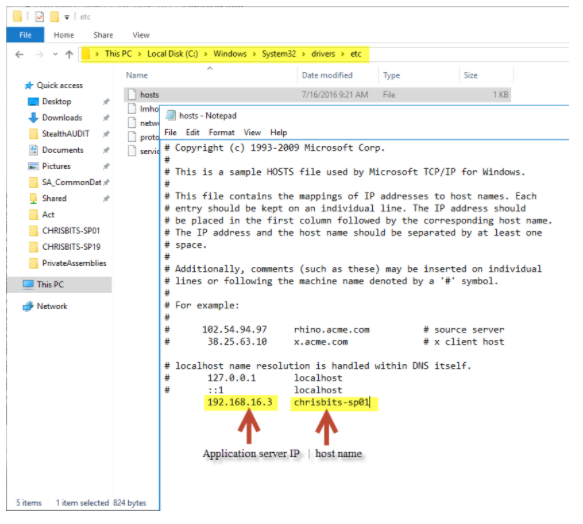 etc
File Home Share View
This PC > Local Disk (C:) > Windows > System32 > drivers > etc
Name Date modified Type Size
Quick access
Desktop
Downloads
StealthAUDIT
Documents
Pictures
SA_CommonDat
Shared
Act
CHRISBITS-SP01
CHRISBITS-SP19
PrivateAssemblies
This PC
Network
hosts 7/16/2016 9:21 AM File 1 KB
lmho
netw
proto
servic
hosts - Notepad
File Edit Format View Help
# Copyright (c) 1993-2009 Microsoft Corp.
#
# This is a sample HOSTS file used by Microsoft TCP/IP for Windows.
#
# This file contains the mappings of IP addresses to host names. Each
# entry should be kept on an individual line. The IP address should
# be placed in the first column followed by the corresponding host name.
# The IP address and the host name should be separated by at least one
# space.
#
# Additionally, comments (such as these) may be inserted on individual
# lines or following the machine name denoted by a '#' symbol.
#
# For example:
#
# 102.54.94.97 rhino.acme.com # source server
# 38.25.63.10 x.acme.com # x client host
# localhost name resolution is handled within DNS itself.
# 127.0.0.1 localhost
# ::1 localhost
192.168.16.3 chrisbits-sp01
Application server IP | host name
5 items 1 item selected 824 bytes